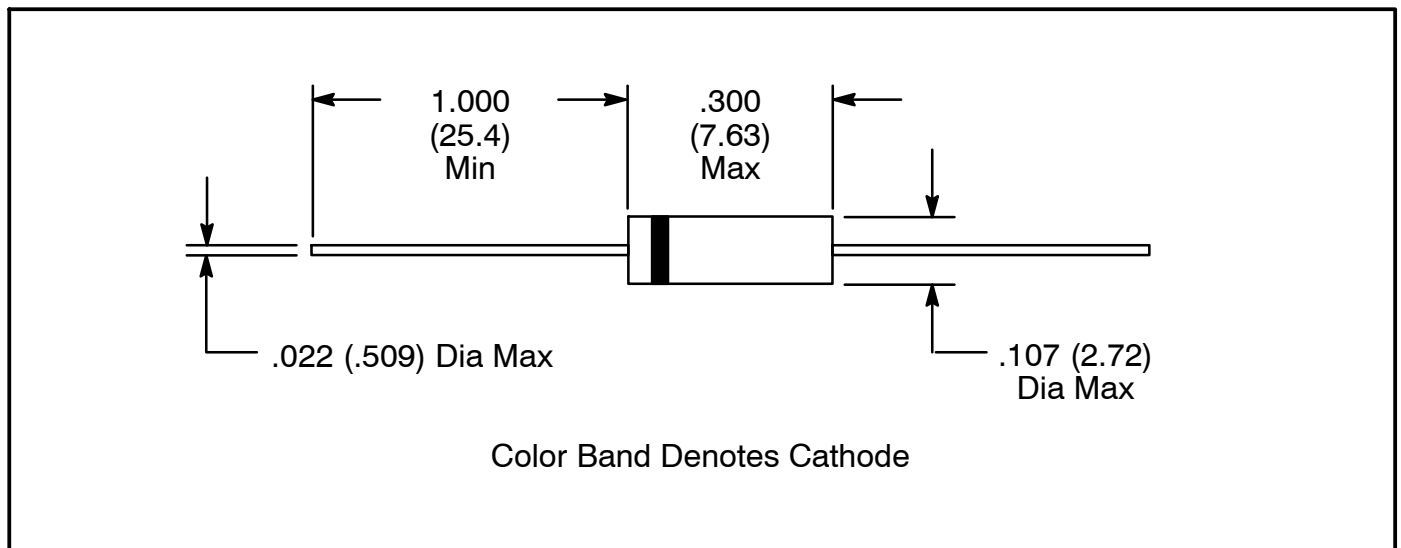 1.000
(25.4)
Min
.300
(7.63)
Max
.022 (.509) Dia Max
.107 (2.72)
Dia Max
Color Band Denotes Cathode